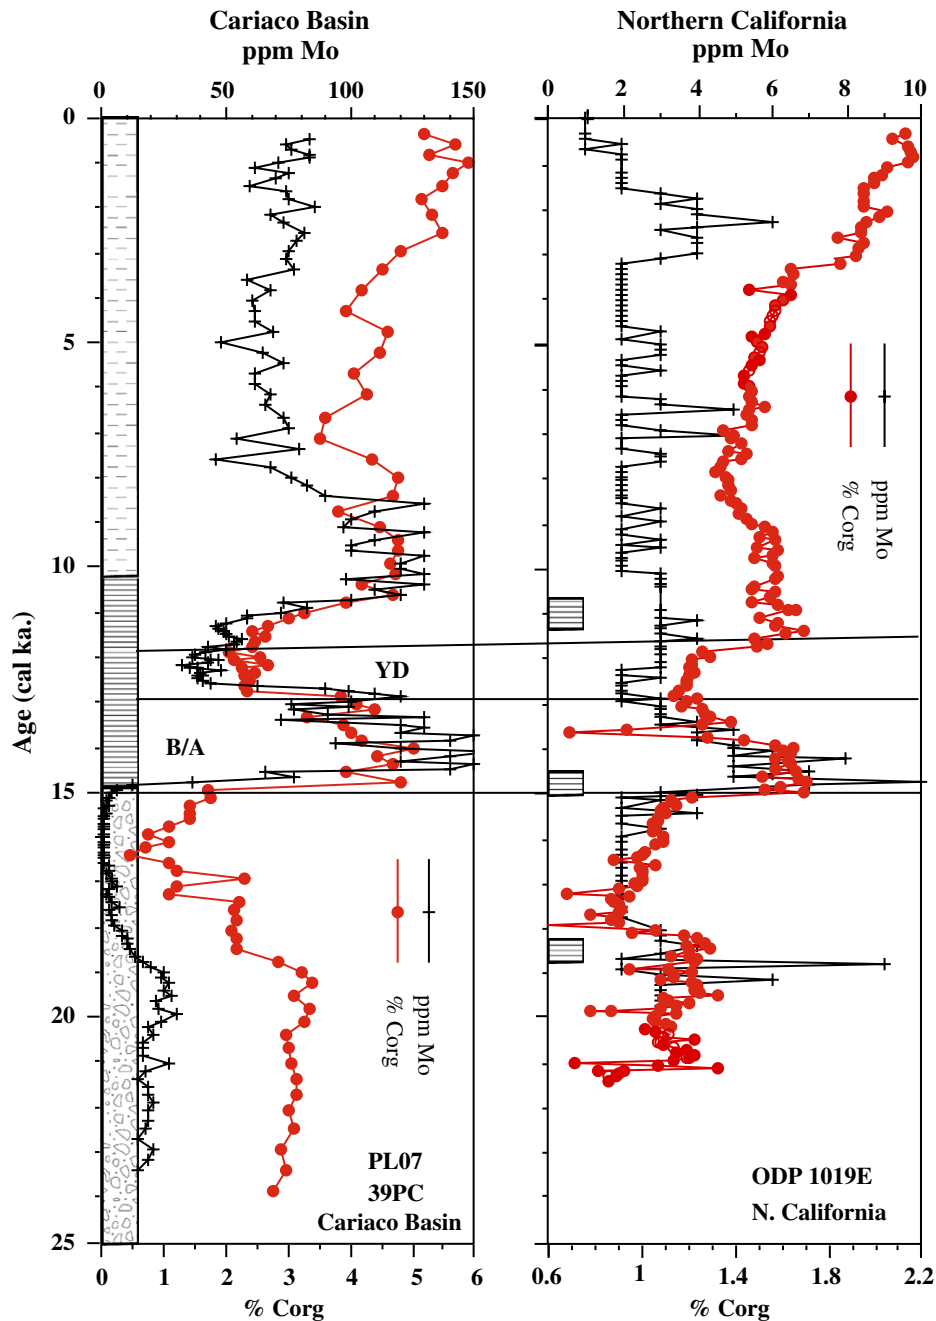 Cariaco Basin
ppm Mo
0 50 100 150
Northern California
ppm Mo
0 2 4 6 8 10
Age (cal ka.)
0
5
10
15
20
25
YD
B/A
ppm Mo
% Corg
PL07
39PC
Cariaco Basin
0 1 2 3 4 5 6
% Corg
ppm Mo
% Corg
ODP 1019E
N. California
0.6 1 1.4 1.8 2.2
% Corg